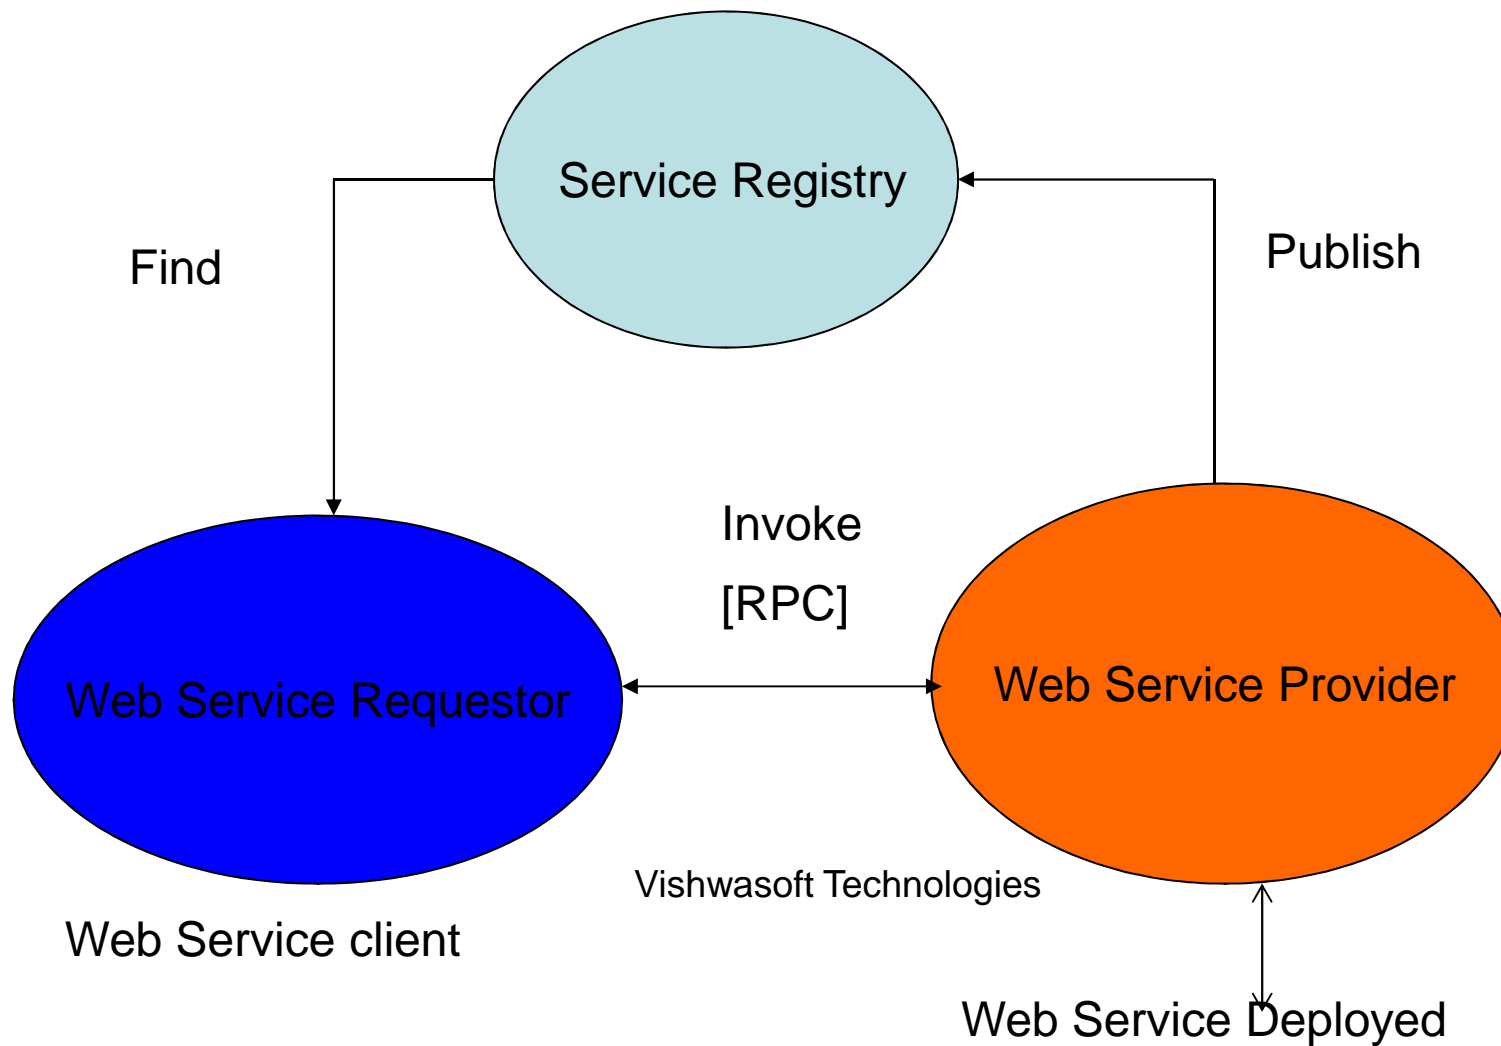 Service Registry
Find
Publish
Invoke
[RPC]
Web Service Requestor
Web Service Provider
Vishwasoft Technologies
Web Service client
Web Service Deployed